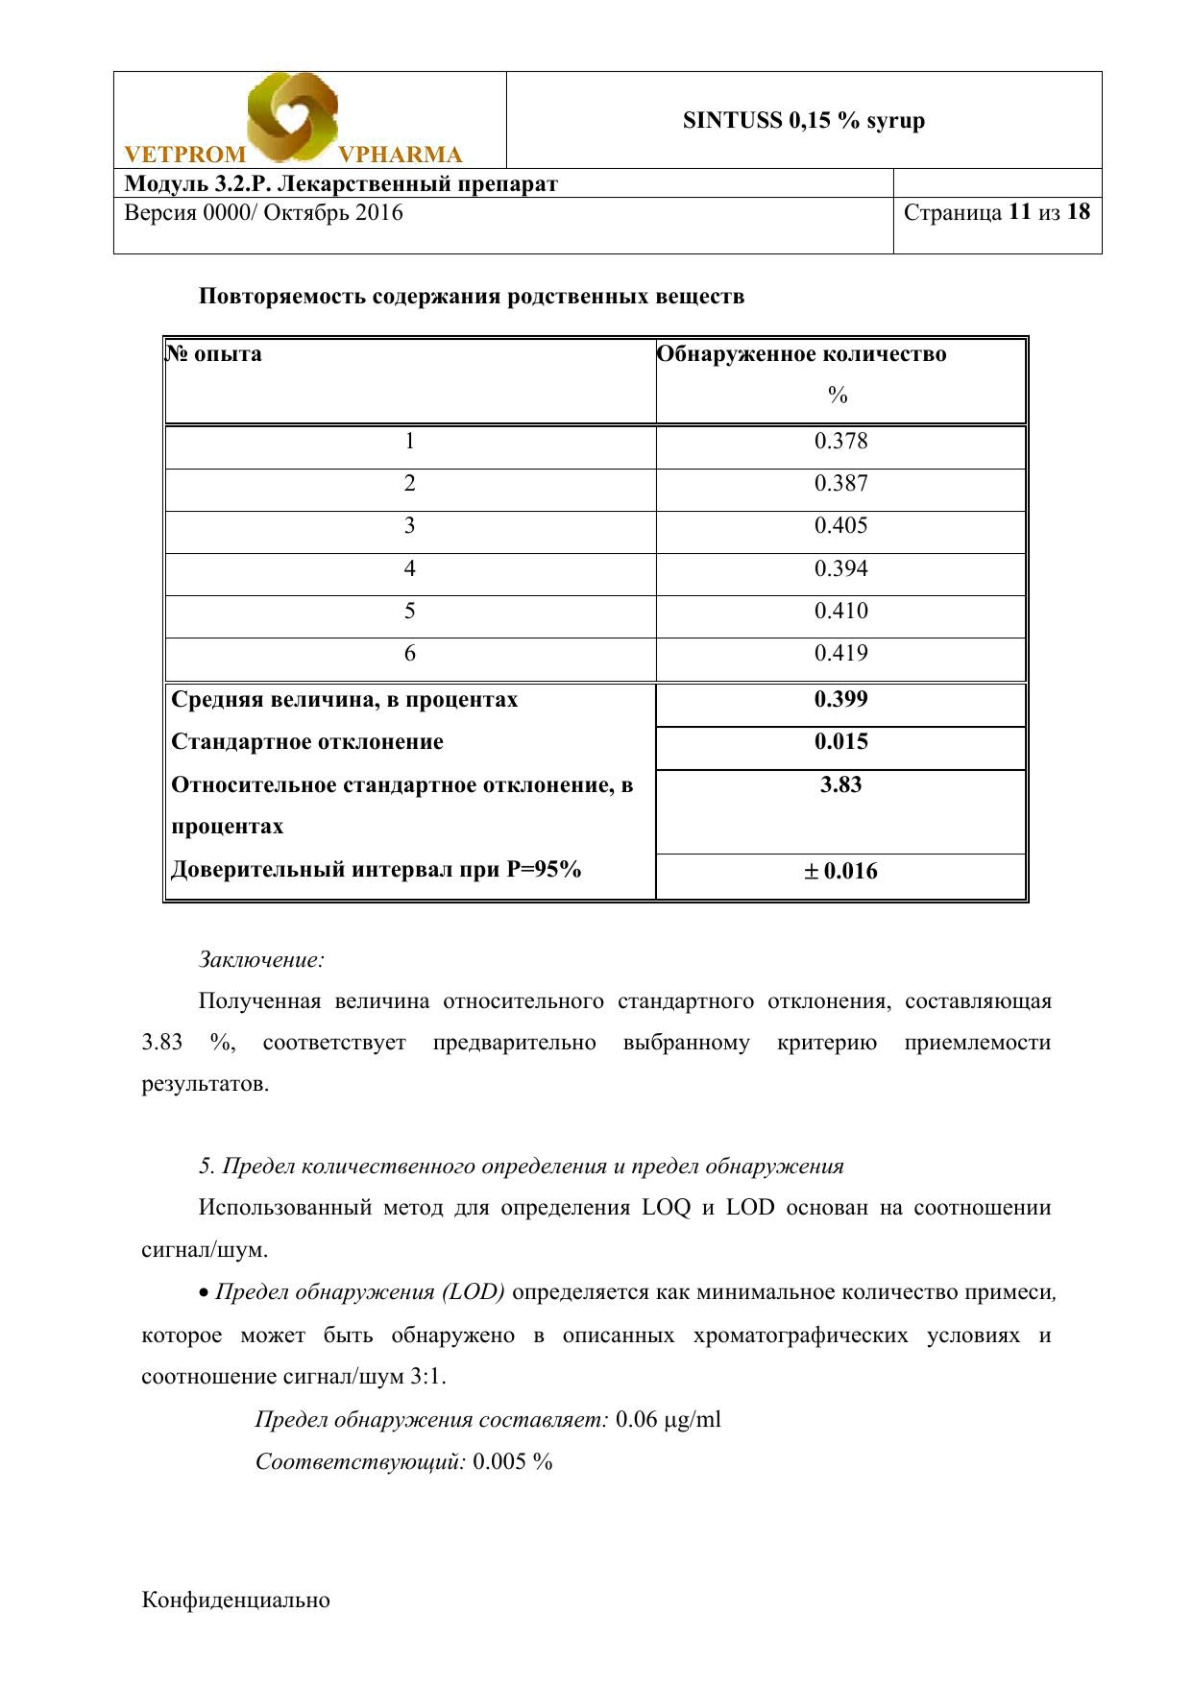 VETPROM VPHARMA
SINTUSS 0,15 % syrup
Модуль 3.2.Р. Лекарственный препарат
Версия 0000/ Октябрь 2016
Страница 11 из 18
Повторяемость содержания родственных веществ
№ опыта
Обнаруженное количество
%
1 0.378
2 0.387
3 0.405
4 0.394
5 0.410
6 0.419
Средняя величина, в процентах 0.399
Стандартное отклонение 0.015
Относительное стандартное отклонение, в 3.83
процентах
Доверительный интервал при Р=95% ± 0.016
Заключение:
Полученная величина относительного стандартного отклонения, составляющая
3.83 %, соответствует предварительно выбранному критерию приемлемости
результатов.
5. Предел количественного определения и предел обнаружения
Использованный метод для определения LOQ и LOD основан на соотношении
сигнал/шум.
• Предел обнаружения (LOD) определяется как минимальное количество примеси,
которое может быть обнаружено в описанных хроматографических условиях и
соотношение сигнал/шум 3:1.
Предел обнаружения составляет: 0.06 μg/ml
Соответствующий: 0.005 %
Конфиденциально